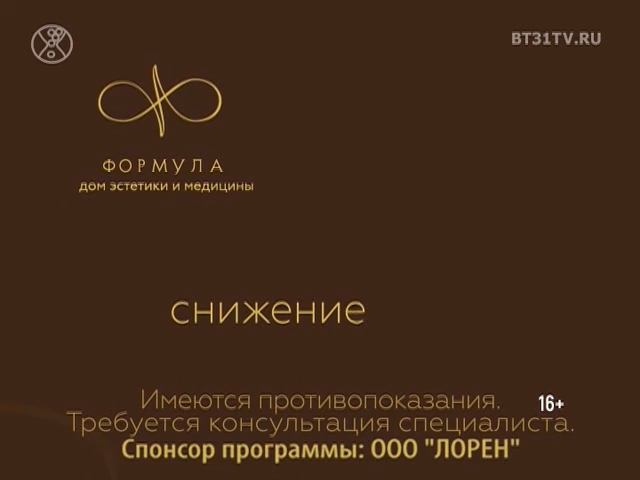 BT31TV.RU
ФОРМУЛА
дом эстетики и медицины
снижение
Имеются противопоказания.
16+
Требуется консультация специалиста.
Спонсор программы: ООО "ЛОРЕН"